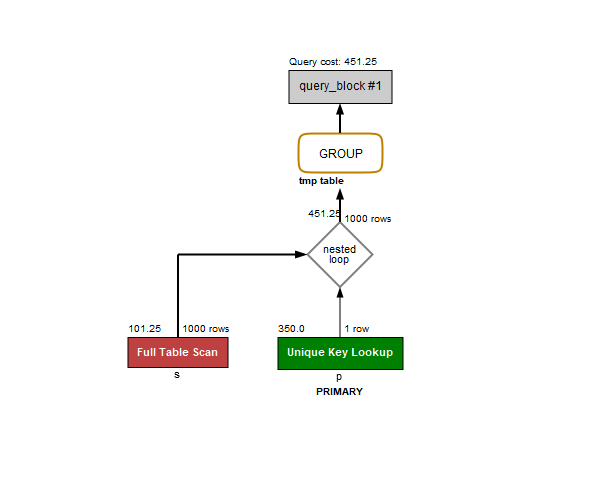 Query cost: 451.25
query_block #1
GROUP
tmp table
451.25
1000 rows
nested
loop
101.25
1000 rows
350.0
1 row
Full Table Scan
Unique Key Lookup
s
p
PRIMARY